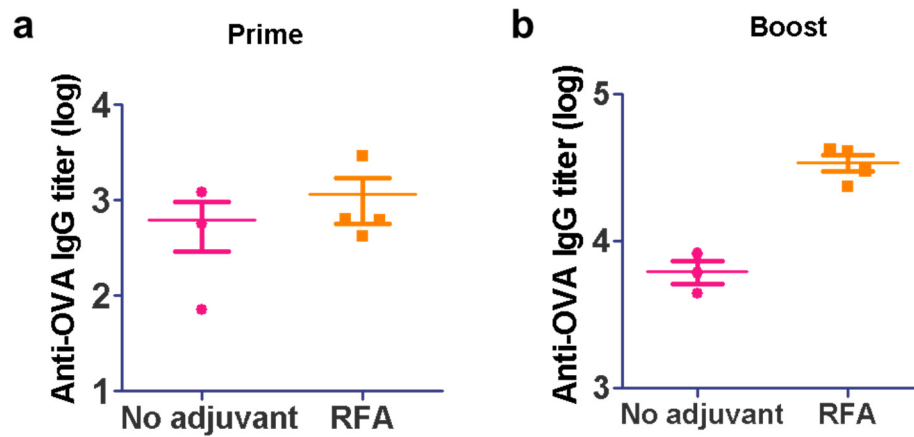 a
Prime
Anti-OVA IgG titer (log)
4
3
2
1
No adjuvant RFA
b
Boost
Anti-OVA IgG titer (log)
5
4
3
No adjuvant RFA